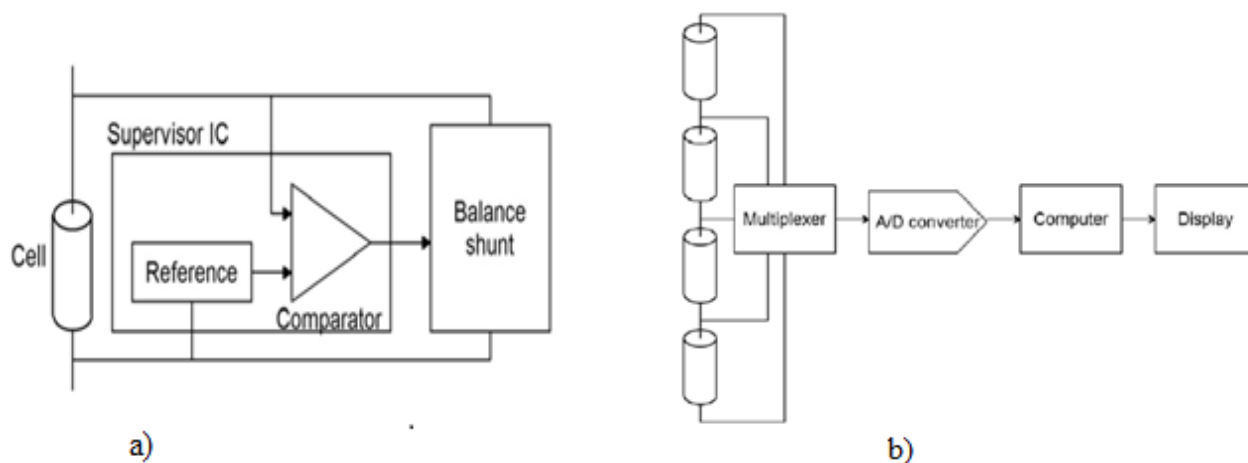 Supervisor IC
Cell
Reference
Comparator
Balance
shunt
a)
Multiplexer
A/D converter
Computer
Display
b)